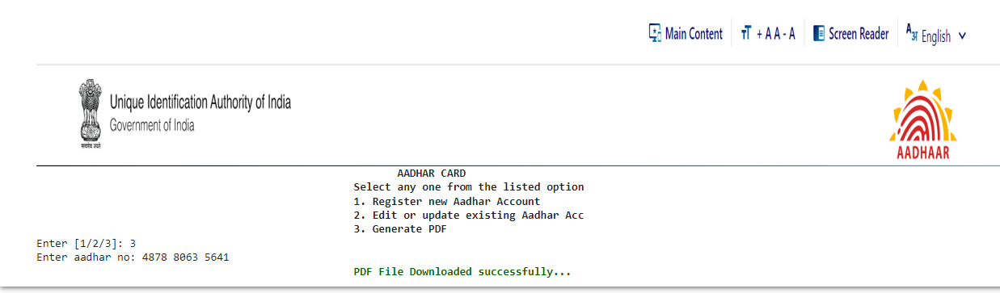 Main Content
+ A A - A
Screen Reader
English
Unique Identification Authority of India
Government of India
सत्यमेव जयते
AADHAAR
AADHAR CARD
Select any one from the listed option
1. Register new Aadhar Account
2. Edit or update existing Aadhar Acc
3. Generate PDF
Enter [1/2/3]: 3
Enter aadhar no: 4878 8063 5641
PDF File Downloaded successfully...